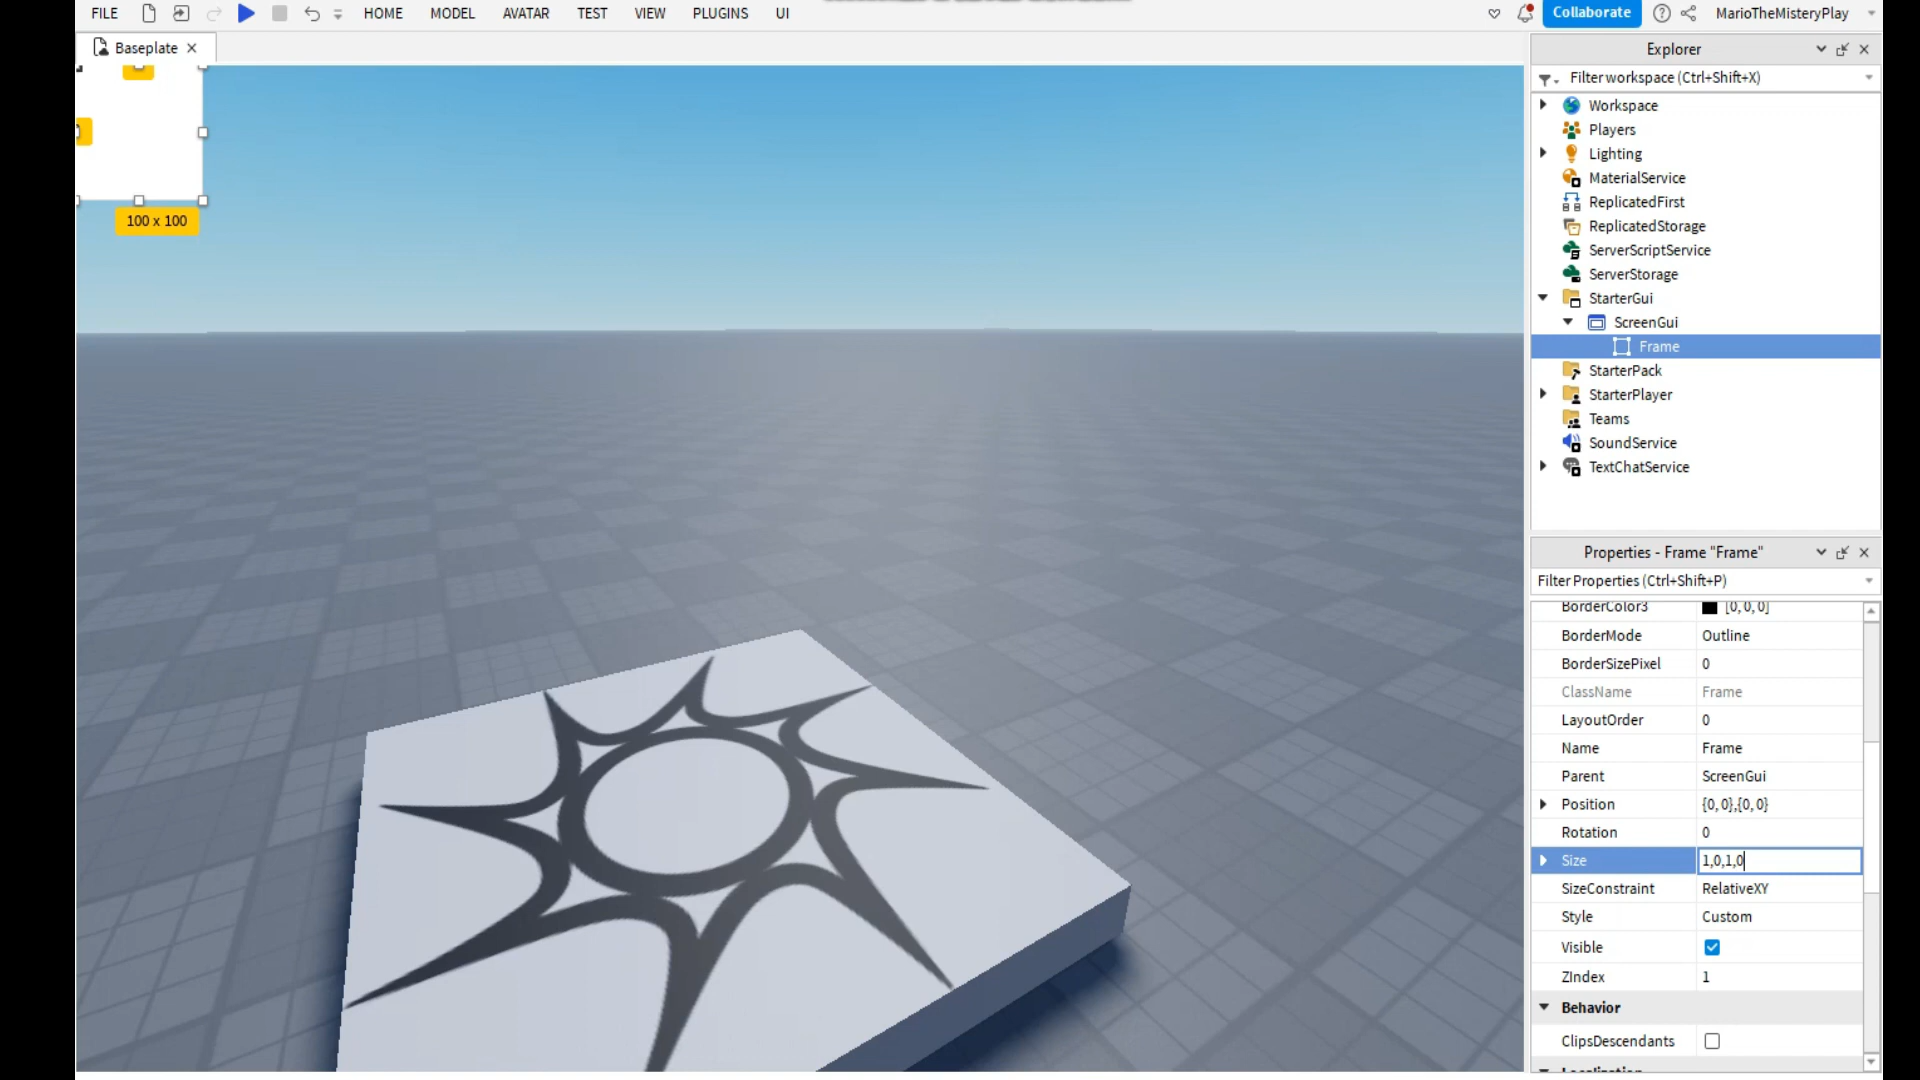 FILE HOME MODEL AVATAR TEST VIEW PLUGINS UI Collaborate MarioTheMisteryPlay
Baseplate
100 x 100
Explorer
Filter workspace (Ctrl+Shift+X)
Workspace
Players
Lighting
MaterialService
ReplicatedFirst
ReplicatedStorage
ServerScriptService
ServerStorage
StarterGui
ScreenGui
Frame
StarterPack
StarterPlayer
Teams
SoundService
TextChatService
Properties - Frame "Frame"
Filter Properties (Ctrl+Shift+P)
BorderColor3 [0, 0, 0]
BorderMode Outline
BorderSizePixel 0
ClassName Frame
LayoutOrder 0
Name Frame
Parent ScreenGui
Position {0, 0},{0, 0}
Rotation 0
Size 1,0,1,0
SizeConstraint RelativeXY
Style Custom
Visible
ZIndex 1
Behavior
ClipsDescendants